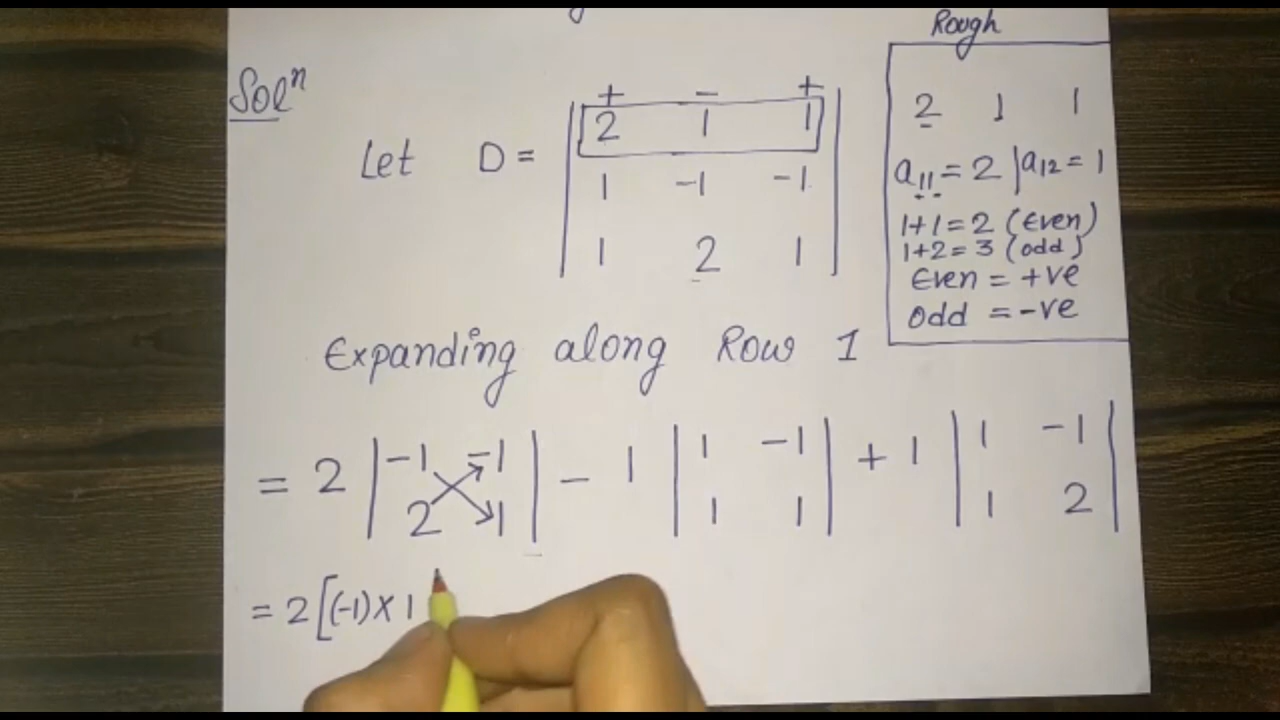 Rough
Solⁿ
+ - +
Let D = | 2 1 1 |
| 1 -1 -1 |
| 1 2 1 |
2 1 1
a₁₁ = 2 | a₁₂ = 1
1+1=2 (Even)
1+2=3 (odd)
Even = +ve
odd = -ve
Expanding along Row 1
= 2 | -1 -1 | - 1 | 1 -1 | + 1 | 1 -1 |
| 2 1 | | 1 1 | | 1 2 |
= 2 [(-1) × 1